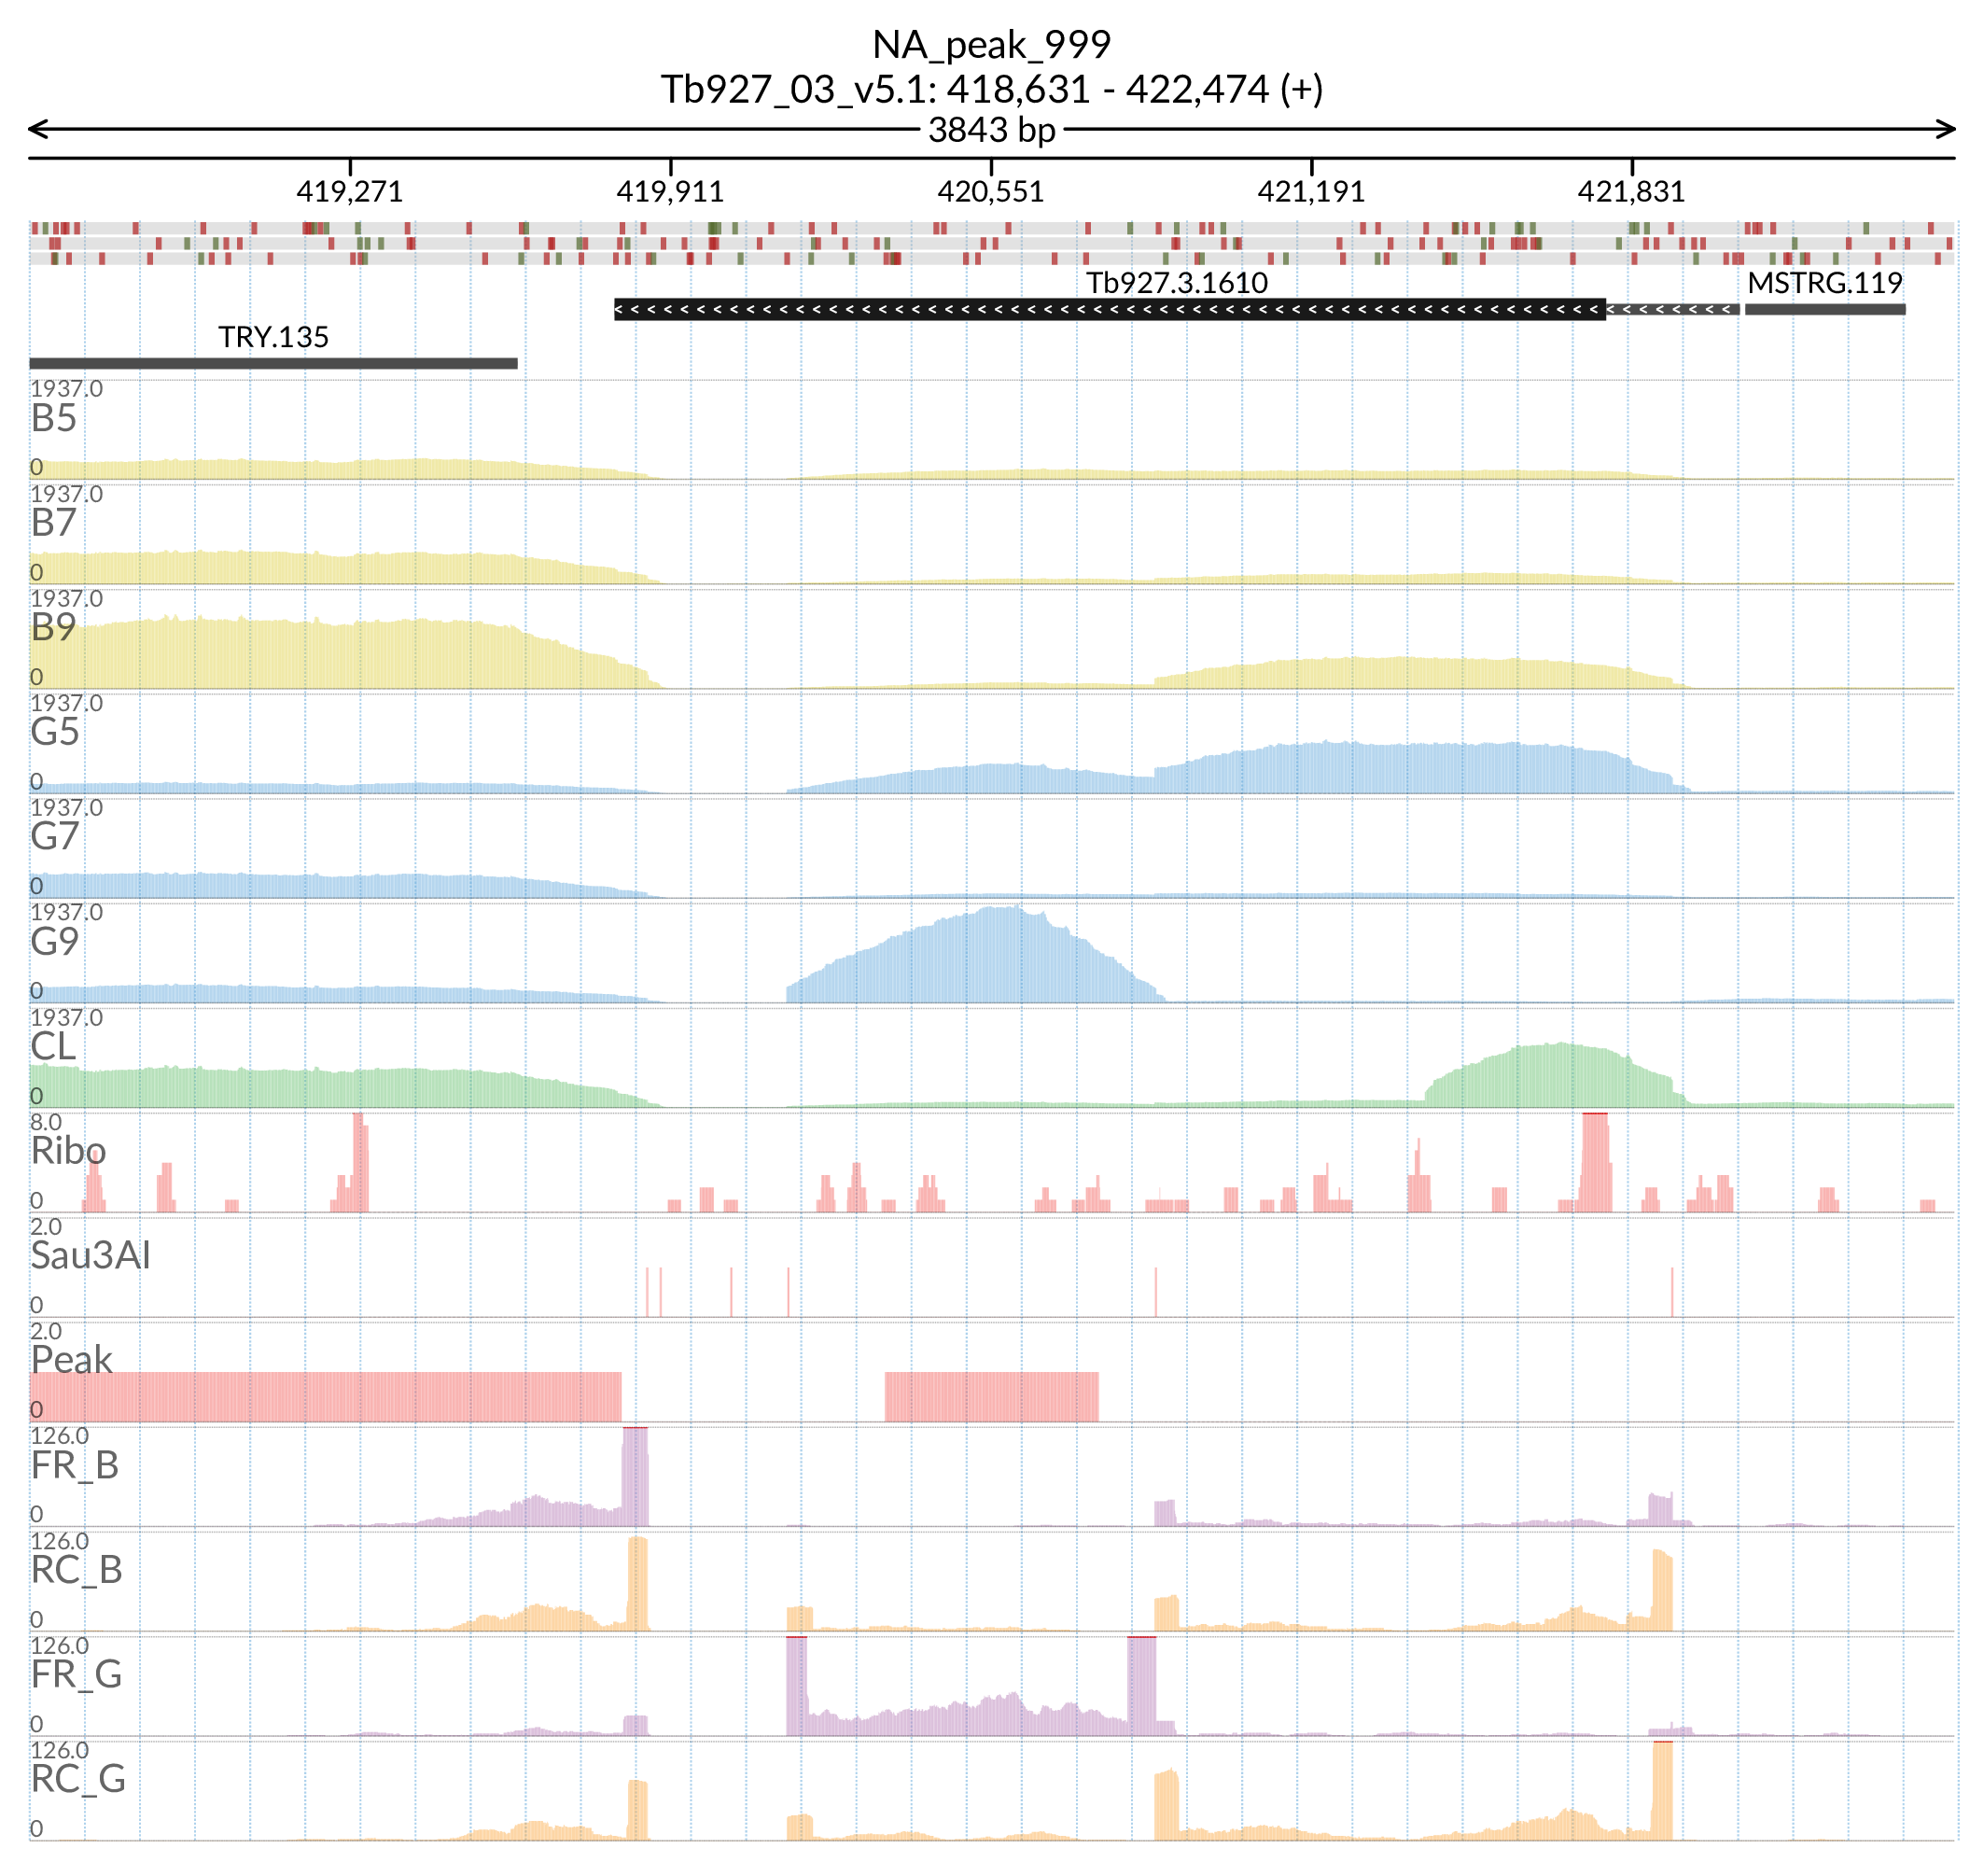 NA_peak_999
Tb927_03_v5.1: 418,631 - 422,474 (+)
3843 bp
419,271 419,911 420,551 421,191 421,831
Tb927.3.1610 MSTRG.119
TRY.135
1937.0
B5
0
1937.0
B7
0
1937.0
B9
0
1937.0
G5
0
1937.0
G7
0
1937.0
G9
0
1937.0
CL
0
8.0
Ribo
0
2.0
Sau3AI
0
2.0
Peak
0
126.0
FR_B
0
126.0
RC_B
0
126.0
FR_G
0
126.0
RC_G
0